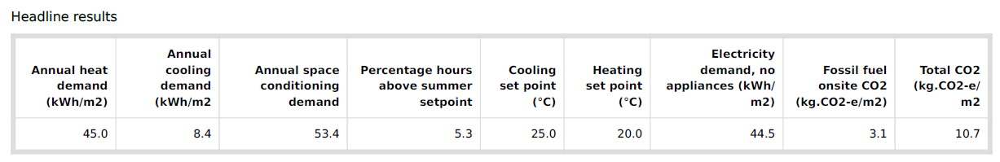 Headline results
Annual heat demand (kWh/m2)
Annual cooling demand (kWh/m2
Annual space conditioning demand
Percentage hours above summer setpoint
Cooling set point (°C)
Heating set point (°C)
Electricity demand, no appliances (kWh/m2)
Fossil fuel onsite CO2 (kg.CO2-e/m2)
Total CO2 (kg.CO2-e/m2
45.0 8.4 53.4 5.3 25.0 20.0 44.5 3.1 10.7